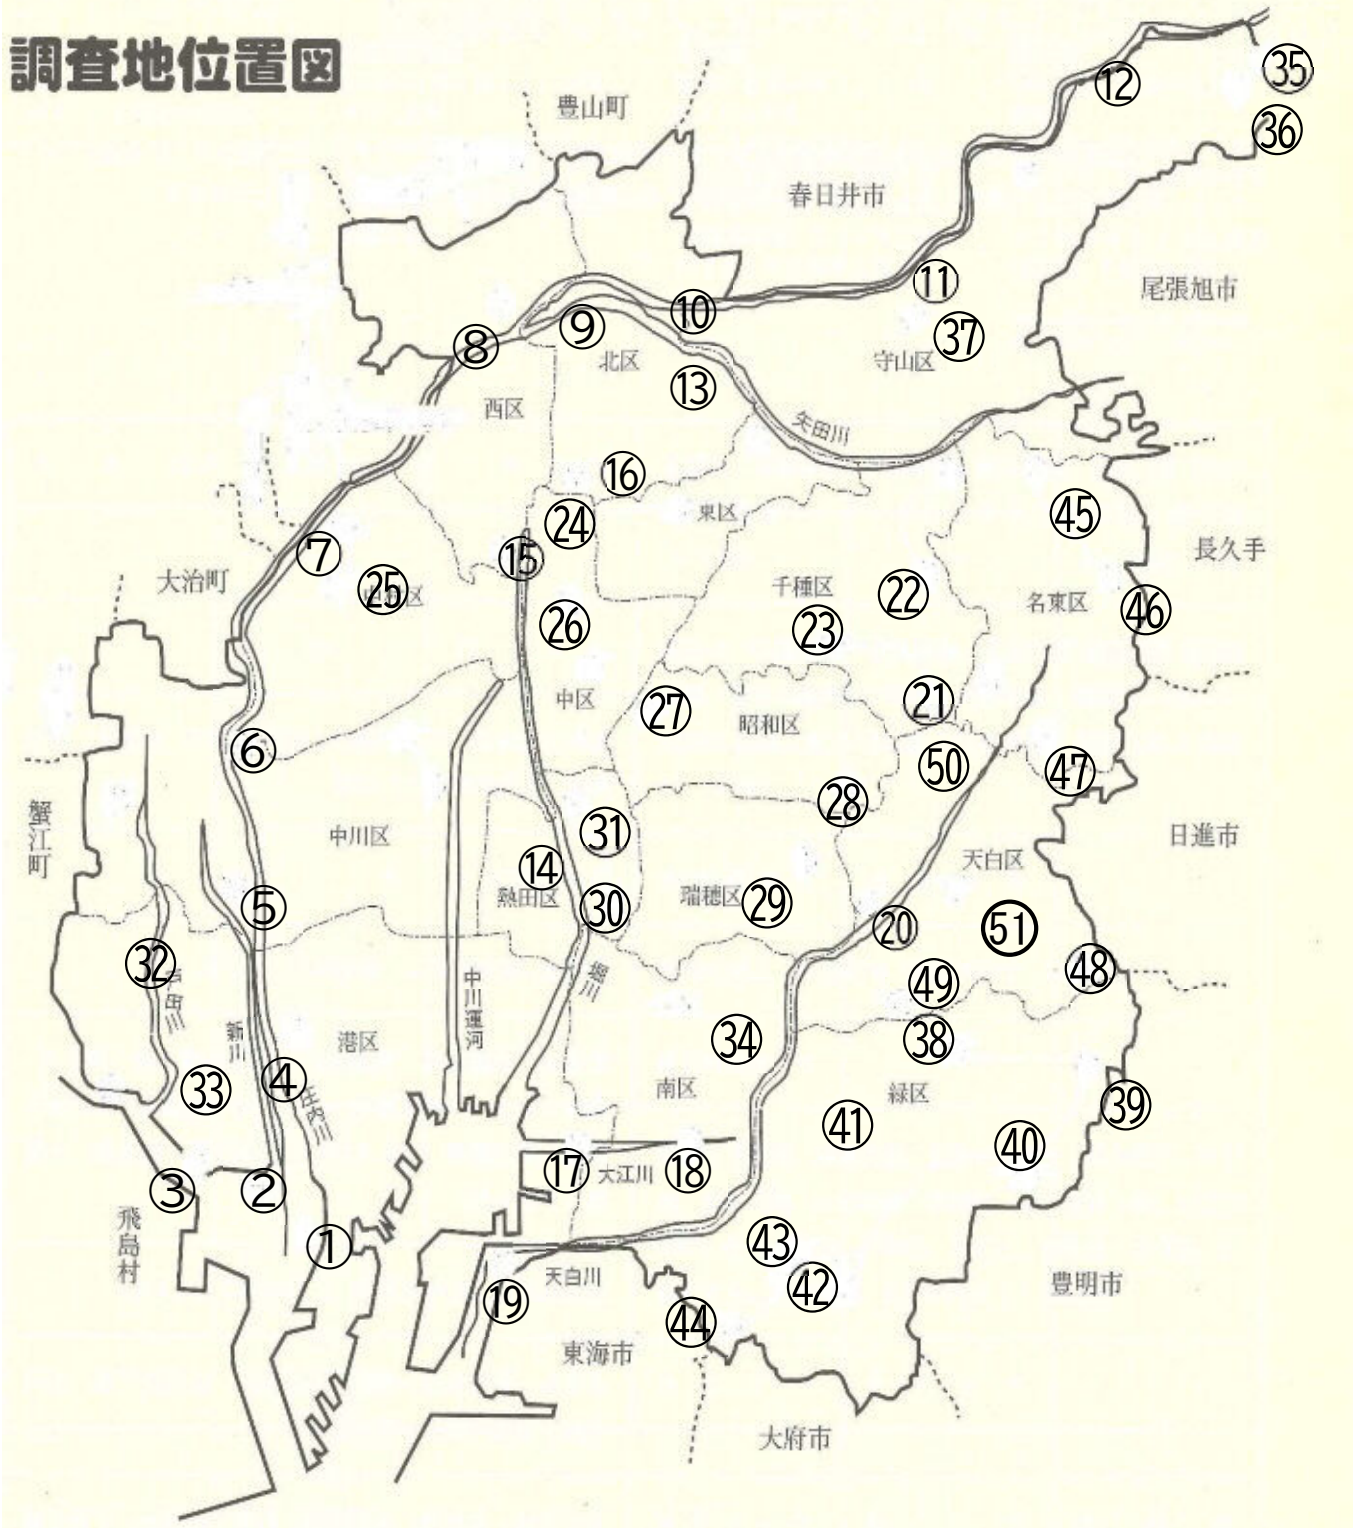 調査地位置図
豊山町
㉟
⑫
㊱
春日井市
⑪
尾張旭市
⑩
⑨
⑧
㊲
北区
守山区
⑬
西区
矢田川
⑯
㉔
東区
㊺
⑦
⑮
長久手
大治町
㉕
区
千種区
㉒
名東区
㊻
㉖
㉓
中区
㉗
昭和区
㉑
⑥
㊿
㊼
蟹江町
㉘
中川区
㉛
日進市
⑭
天白区
熱田区
㉚
瑞穂区
㉙
⑤
⑳
51
㉜
戸田川
㊽
堀川
㊾
中川運河
新川
港区
㉞
㊳
④
庄内川
㉝
南区
緑区
㊴
㊶
㊵
⑰
大江川
⑱
③
②
飛島村
①
㊸
天白川
㊷
豊明市
⑲
㊹
東海市
大府市